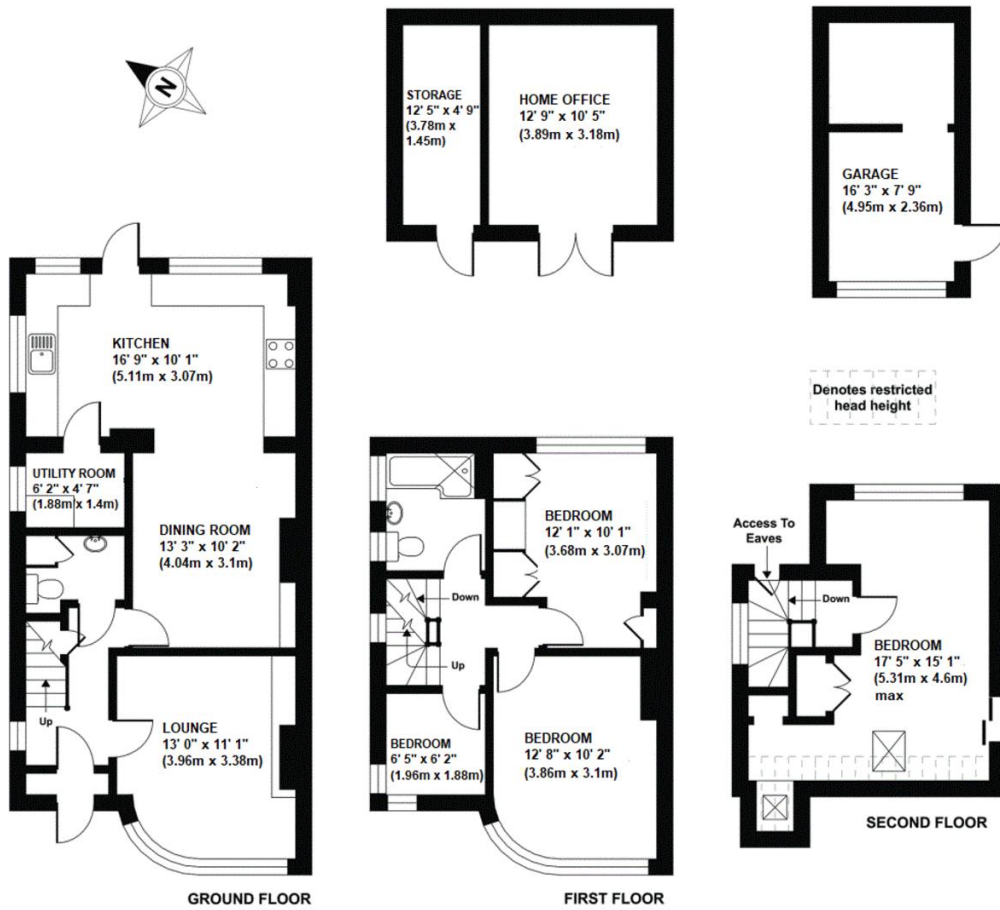 N
STORAGE
12' 5" x 4' 9"
(3.78m x
1.45m)
HOME OFFICE
12' 9" x 10' 5"
(3.89m x 3.18m)
GARAGE
16' 3" x 7' 9"
(4.95m x 2.36m)
Denotes restricted
head height
KITCHEN
16' 9" x 10' 1"
(5.11m x 3.07m)
UTILITY ROOM
6' 2" x 4' 7"
(1.88m x 1.4m)
DINING ROOM
13' 3" x 10' 2"
(4.04m x 3.1m)
Up
LOUNGE
13' 0" x 11' 1"
(3.96m x 3.38m)
GROUND FLOOR
BEDROOM
12' 1" x 10' 1"
(3.68m x 3.07m)
Down
Up
BEDROOM
6' 5" x 6' 2"
(1.96m x 1.88m)
BEDROOM
12' 8" x 10' 2"
(3.86m x 3.1m)
FIRST FLOOR
Access To
Eaves
Down
BEDROOM
17' 5" x 15' 1"
(5.31m x 4.6m)
max
SECOND FLOOR